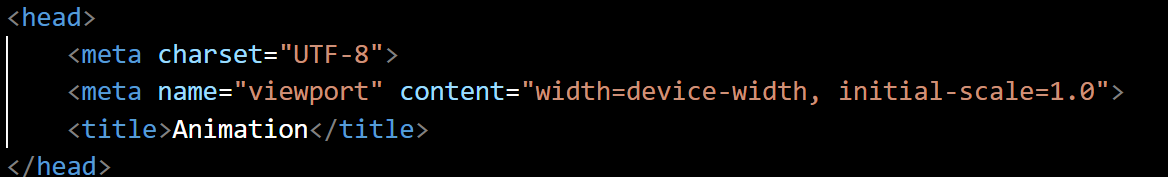 <head>
    <meta charset="UTF-8">
    <meta name="viewport" content="width=device-width, initial-scale=1.0">
    <title>Animation</title>
</head>